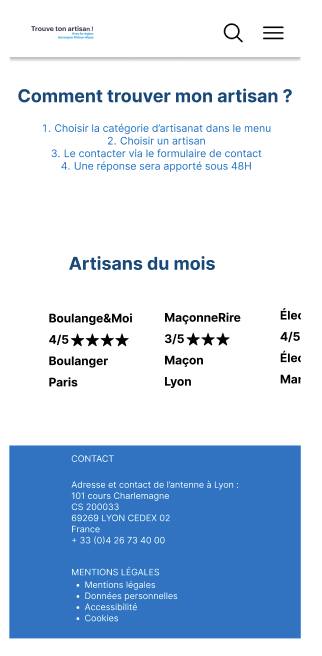 Trouve ton artisan !
Avec la région
Auvergne-Rhône-Alpes
Comment trouver mon artisan ?
1. Choisir la catégorie d'artisanat dans le menu
2. Choisir un artisan
3. Le contacter via le formulaire de contact
4. Une réponse sera apporté sous 48H
Artisans du mois
Boulange&Moi
4/5 ★★★★
Boulanger
Paris
MaçonneRire
3/5 ★★★
Maçon
Lyon
Élec
4/5
Élec
Mar
CONTACT
Adresse et contact de l'antenne à Lyon :
101 cours Charlemagne
CS 200033
69269 LYON CEDEX 02
France
+ 33 (0)4 26 73 40 00
MENTIONS LÉGALES
• Mentions légales
• Données personnelles
• Accessibilité
• Cookies